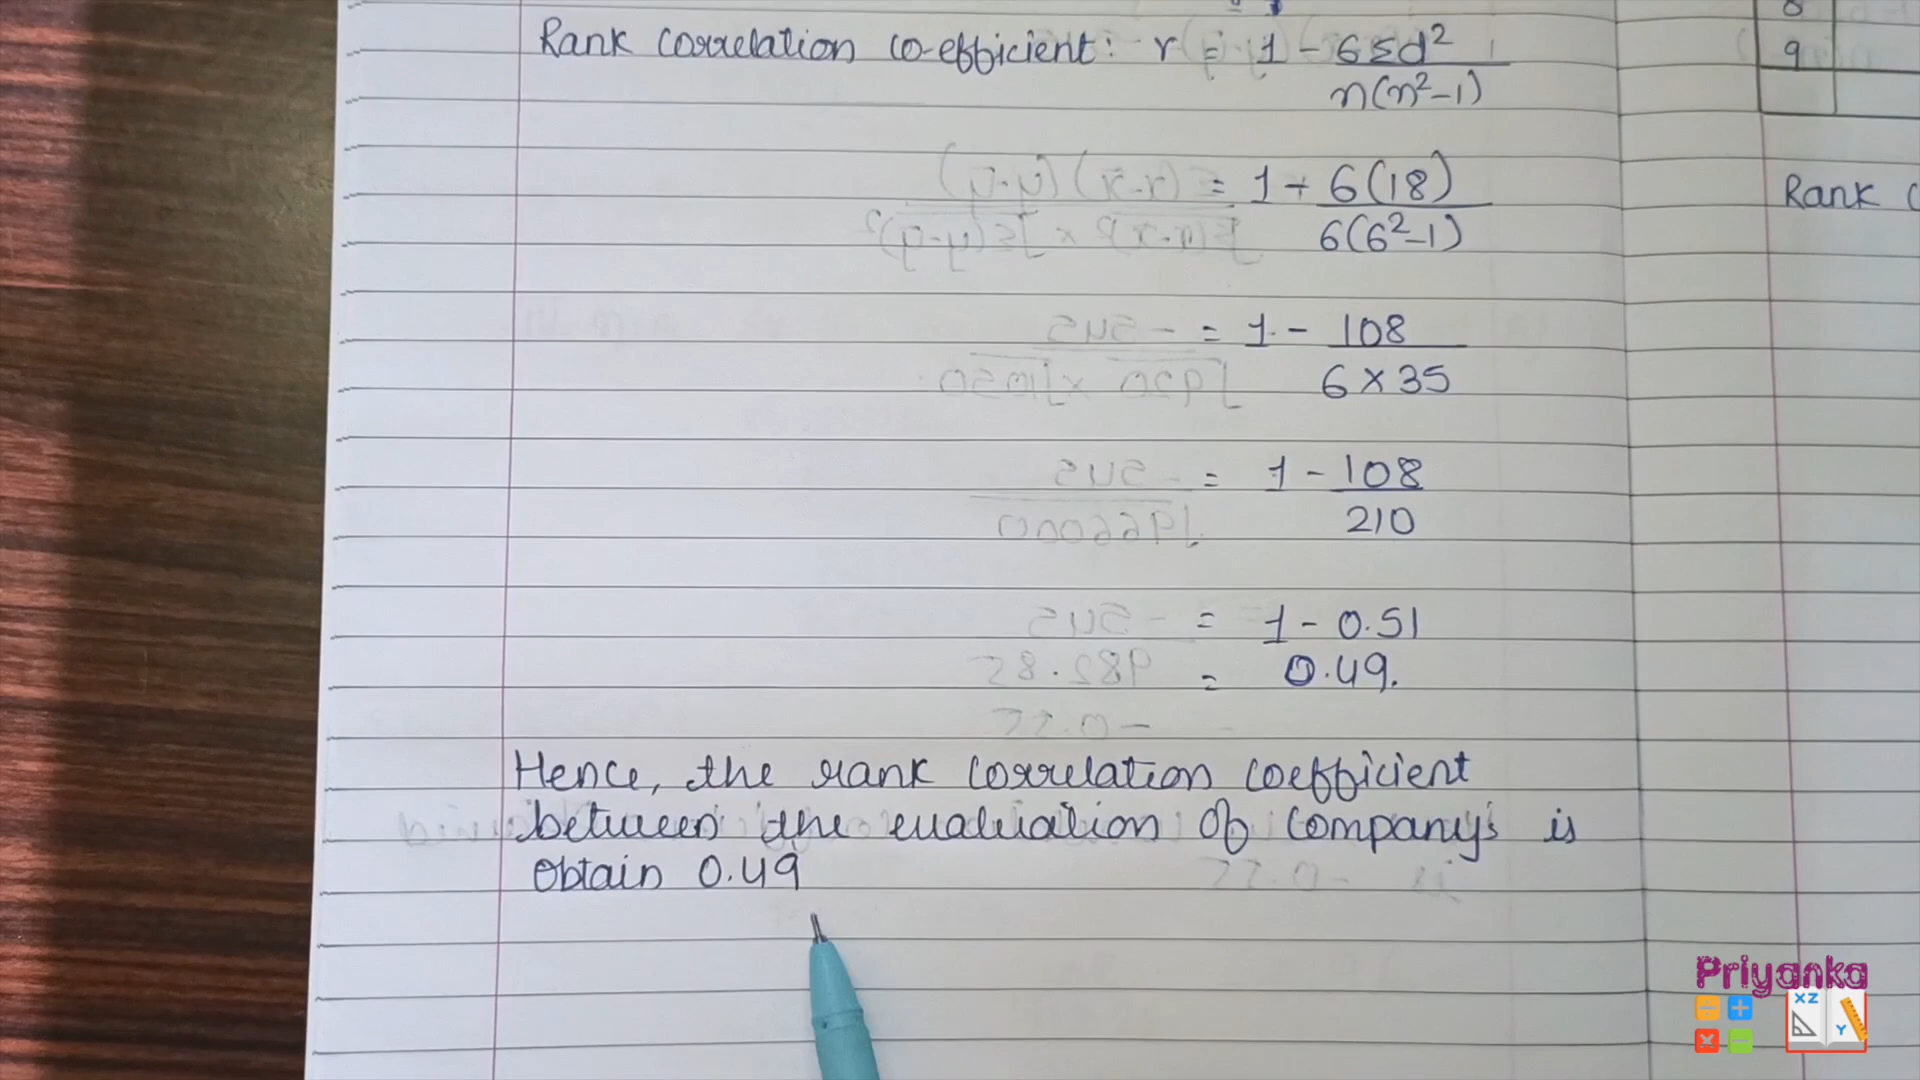 Rank correlation co-efficient: r = 1 - 6Σd²
n(n²-1)
= 1 - 6(18)
6(6²-1)
= 1 - 108
6 × 35
= 1 - 108
210
= 1 - 0.51
= 0.49.
Hence, the rank correlation coefficient
between the evaluation of company's is
obtain 0.49
9
Rank
Priyanka
XZ
Y